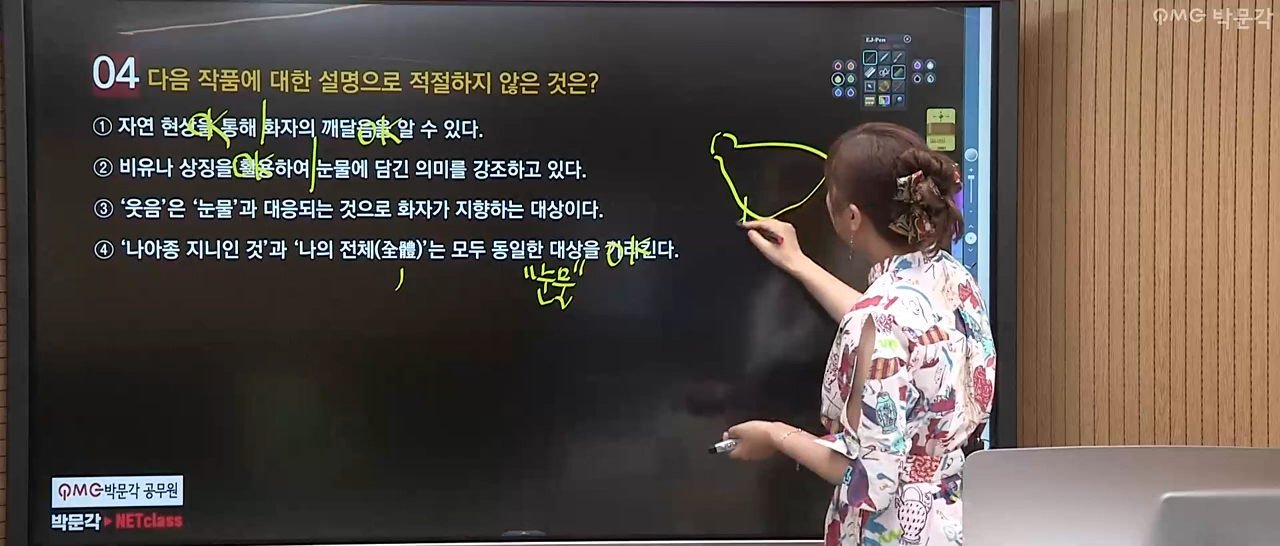 QMG 박문각
EJ-Pen
04 다음 작품에 대한 설명으로 적절하지 않은 것은?
① 자연 현상을 통해 화자의 깨달음을 알 수 있다.
OK OK
② 비유나 상징을 활용하여 눈물에 담긴 의미를 강조하고 있다.
OK
③ ‘웃음’은 ‘눈물’과 대응되는 것으로 화자가 지향하는 대상이다.
④ ‘나아종 지니인 것’과 ‘나의 전체(全體)’는 모두 동일한 대상을 가리킨다.
OK
"눈물"
QMG 박문각 공무원
박문각 ▶ NETclass